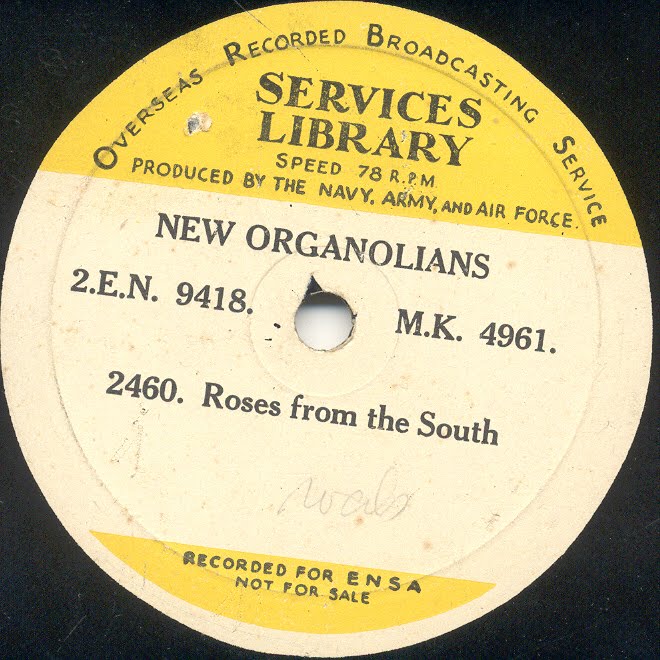 OVERSEAS RECORDED BROADCASTING SERVICE
SERVICES
LIBRARY
SPEED 78 R.P.M
PRODUCED BY THE NAVY, ARMY, AND AIR FORCE.
NEW ORGANOLIANS
2.E.N. 9418. M.K. 4961.
2460. Roses from the South
RECORDED FOR ENSA
NOT FOR SALE